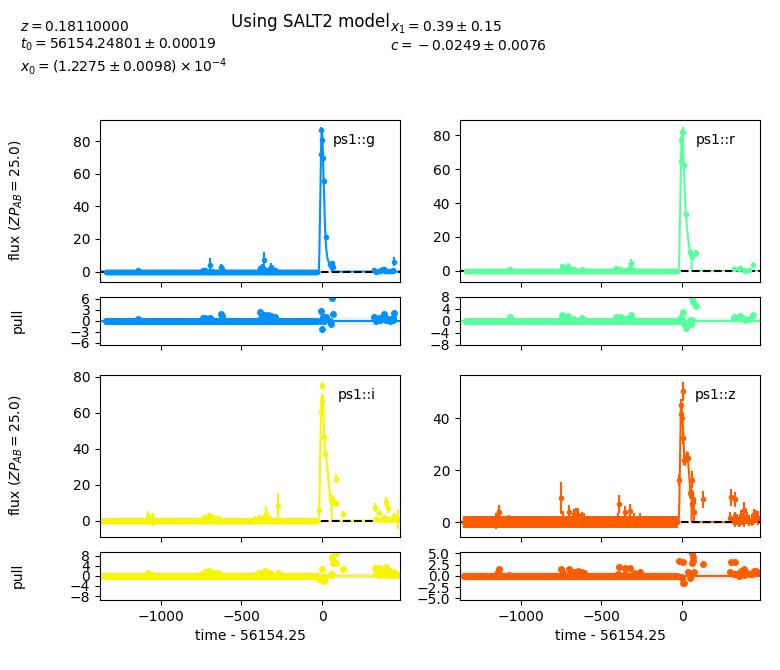 Using SALT2 model
z = 0.18110000
t₀ = 56154.24801 ± 0.00019
x₀ = (1.2275 ± 0.0098) × 10⁻⁴
x₁ = 0.39 ± 0.15
c = −0.0249 ± 0.0076
flux (ZP_AB = 25.0)
80
60
40
20
0
ps1::g
80
60
40
20
0
ps1::r
pull
6
3
0
−3
−6
8
4
0
−4
−8
flux (ZP_AB = 25.0)
80
60
40
20
0
ps1::i
40
20
0
ps1::z
pull
8
4
0
−4
−8
5.0
2.5
0.0
−2.5
−5.0
−1000 −500 0
−1000 −500 0
time - 56154.25
time - 56154.25